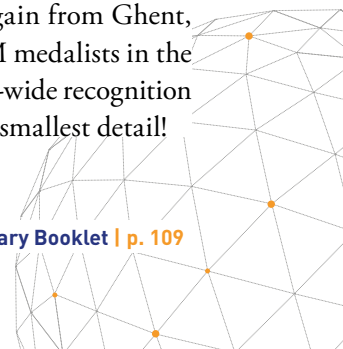 gain from Ghent,
M medalists in the
-wide recognition
smallest detail!
ary Booklet | p. 109